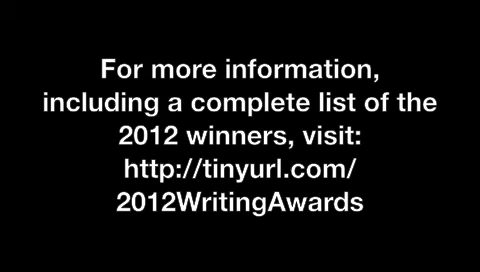 For more information,
including a complete list of the
2012 winners, visit:
http://tinyurl.com/
2012WritingAwards